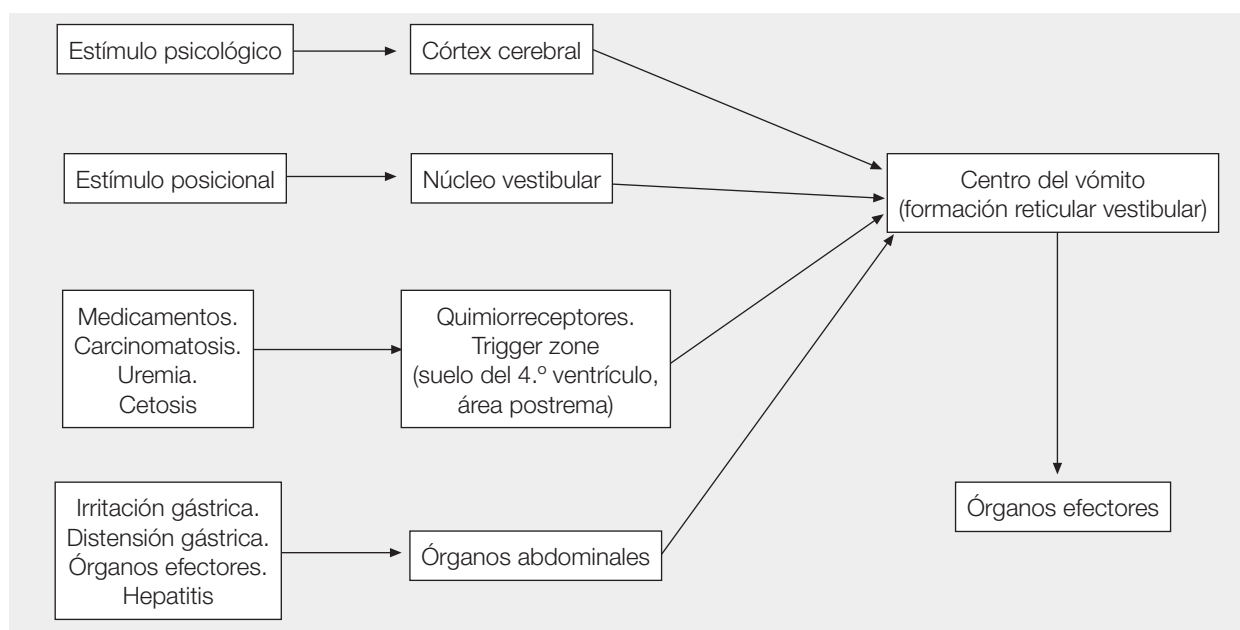 Estímulo psicológico
Córtex cerebral
Estímulo posicional
Núcleo vestibular
Centro del vómito
(formación reticular vestibular)
Medicamentos.
Carcinomatosis.
Uremia.
Cetosis
Quimiorreceptores.
Trigger zone
(suelo del 4.º ventrículo,
área postrema)
Irritación gástrica.
Distensión gástrica.
Órganos efectores.
Hepatitis
Órganos abdominales
Órganos efectores